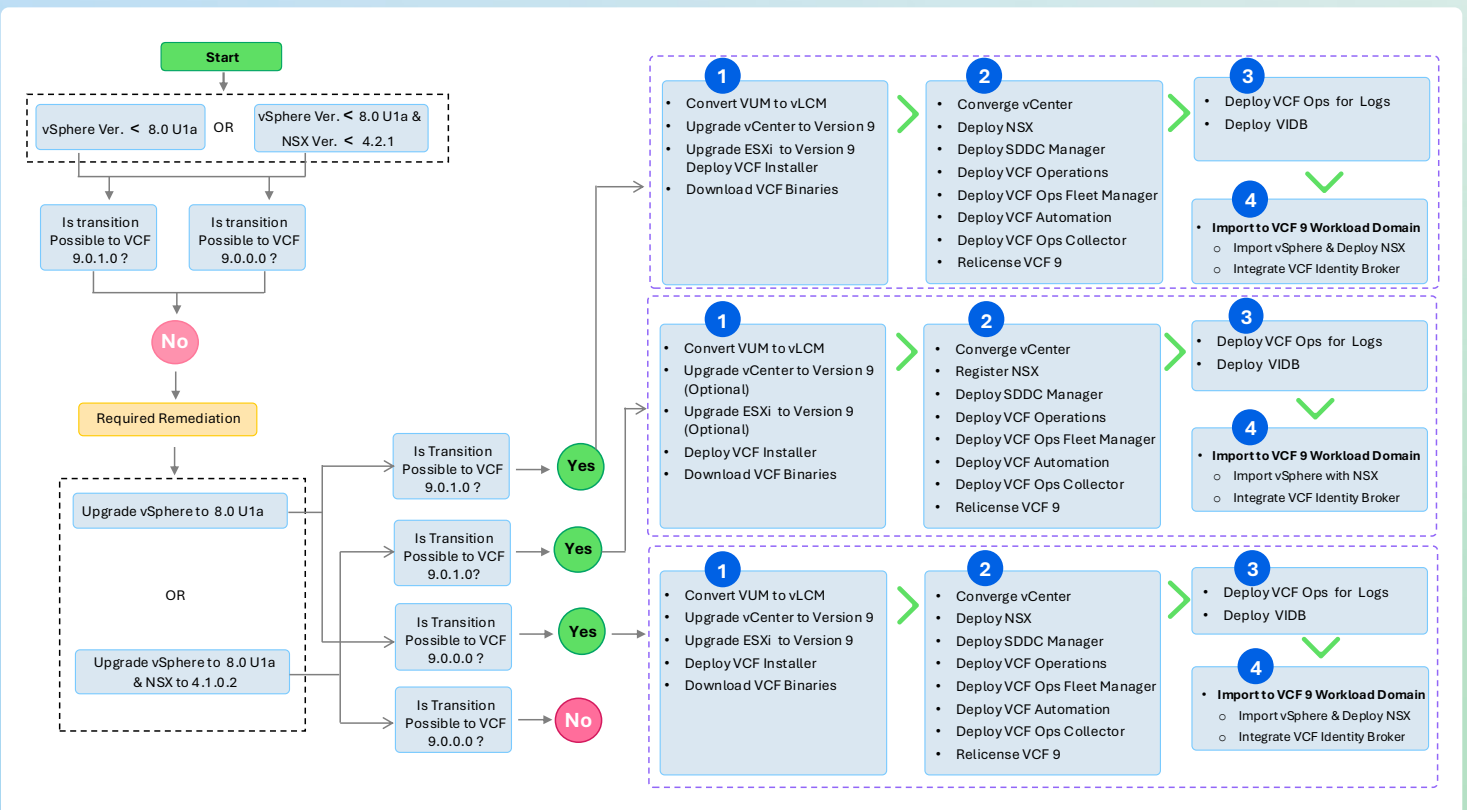 Start
vSphere Ver. < 8.0 U1a
OR
vSphere Ver. < 8.0 U1a &
NSX Ver. < 4.2.1
Is transition
Possible to VCF
9.0.1.0 ?
Is transition
Possible to VCF
9.0.0.0 ?
No
Required Remediation
Upgrade vSphere to 8.0 U1a
OR
Upgrade vSphere to 8.0 U1a
& NSX to 4.1.0.2
Is Transition
Possible to VCF
9.0.1.0 ?
Yes
Is Transition
Possible to VCF
9.0.1.0?
Yes
Is Transition
Possible to VCF
9.0.0.0 ?
Yes
Is Transition
Possible to VCF
9.0.0.0 ?
No
1
• Convert VUM to vLCM
• Upgrade vCenter to Version 9
• Upgrade ESXi to Version 9
Deploy VCF Installer
• Download VCF Binaries
2
• Converge vCenter
• Deploy NSX
• Deploy SDDC Manager
• Deploy VCF Operations
• Deploy VCF Ops Fleet Manager
• Deploy VCF Automation
• Deploy VCF Ops Collector
• Relicense VCF 9
3
• Deploy VCF Ops for Logs
• Deploy VIDB
4
• Import to VCF 9 Workload Domain
o Import vSphere & Deploy NSX
o Integrate VCF Identity Broker
1
• Convert VUM to vLCM
• Upgrade vCenter to Version 9
(Optional)
• Upgrade ESXi to Version 9
(Optional)
• Deploy VCF Installer
• Download VCF Binaries
2
• Converge vCenter
• Register NSX
• Deploy SDDC Manager
• Deploy VCF Operations
• Deploy VCF Ops Fleet Manager
• Deploy VCF Automation
• Deploy VCF Ops Collector
• Relicense VCF 9
3
• Deploy VCF Ops for Logs
• Deploy VIDB
4
• Import to VCF 9 Workload Domain
o Import vSphere with NSX
o Integrate VCF Identity Broker
1
• Convert VUM to vLCM
• Upgrade vCenter to Version 9
• Upgrade ESXi to Version 9
• Deploy VCF Installer
• Download VCF Binaries
2
• Converge vCenter
• Deploy NSX
• Deploy SDDC Manager
• Deploy VCF Operations
• Deploy VCF Ops Fleet Manager
• Deploy VCF Automation
• Deploy VCF Ops Collector
• Relicense VCF 9
3
• Deploy VCF Ops for Logs
• Deploy VIDB
4
• Import to VCF 9 Workload Domain
o Import vSphere & Deploy NSX
o Integrate VCF Identity Broker